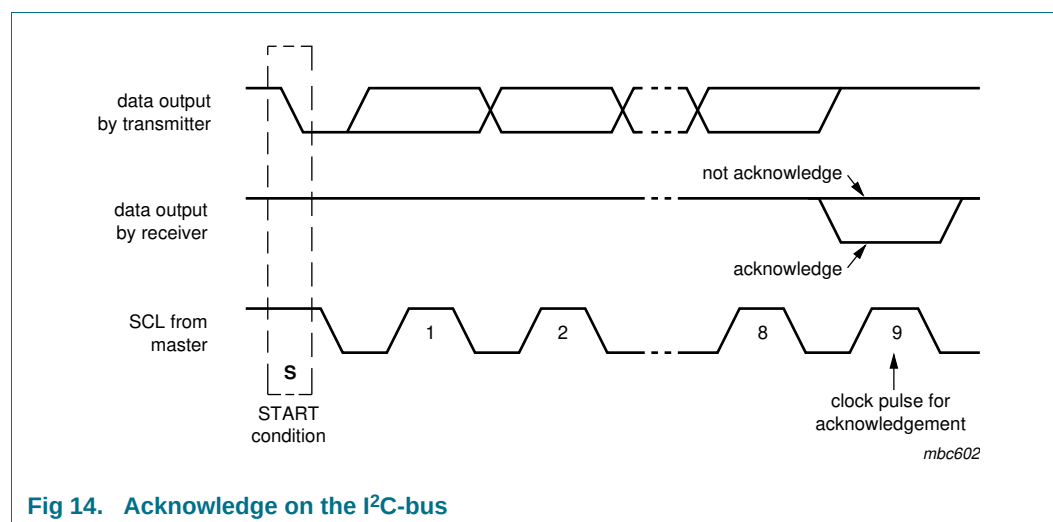 data output
by transmitter
not acknowledge
data output
by receiver
acknowledge
SCL from
master
1
2
8
9
S
START
condition
clock pulse for
acknowledgement
mbc602
Fig 14. Acknowledge on the I²C-bus